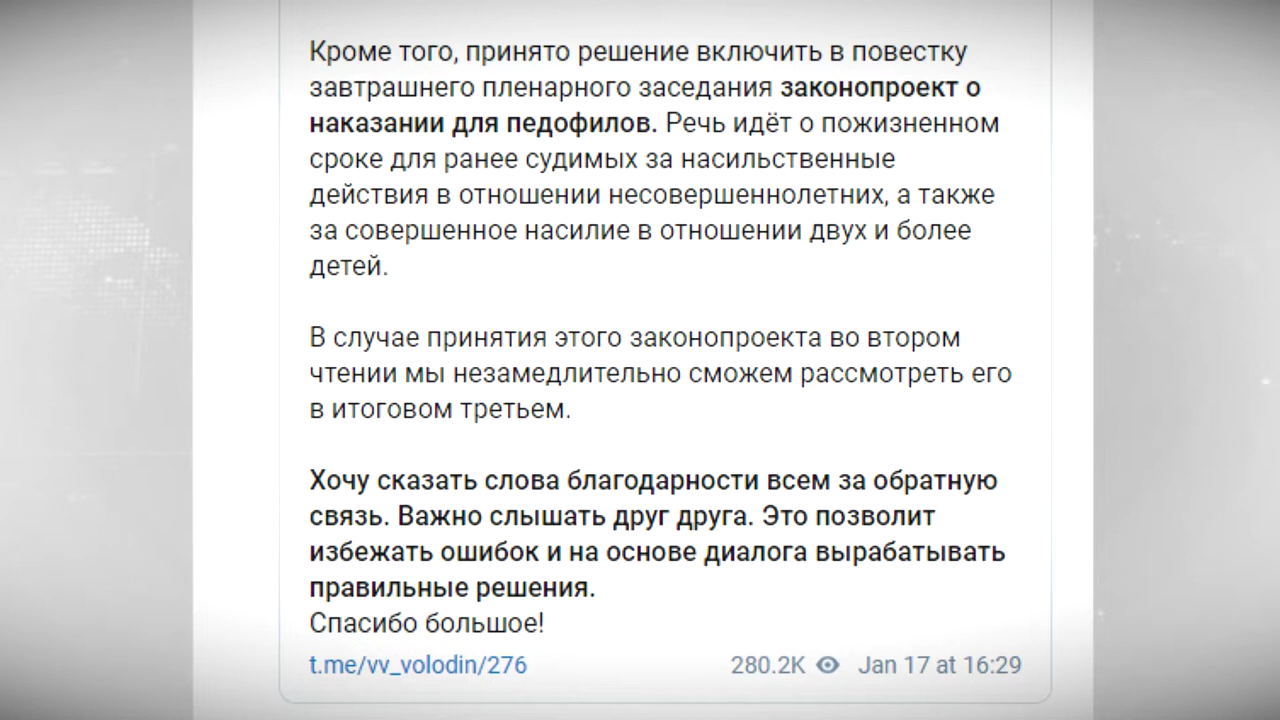 Кроме того, принято решение включить в повестку
завтрашнего пленарного заседания законопроект о
наказании для педофилов. Речь идёт о пожизненном
сроке для ранее судимых за насильственные
действия в отношении несовершеннолетних, а также
за совершенное насилие в отношении двух и более
детей.
В случае принятия этого законопроекта во втором
чтении мы незамедлительно сможем рассмотреть его
в итоговом третьем.
Хочу сказать слова благодарности всем за обратную
связь. Важно слышать друг друга. Это позволит
избежать ошибок и на основе диалога вырабатывать
правильные решения.
Спасибо большое!
t.me/vv_volodin/276 280.2K Jan 17 at 16:29